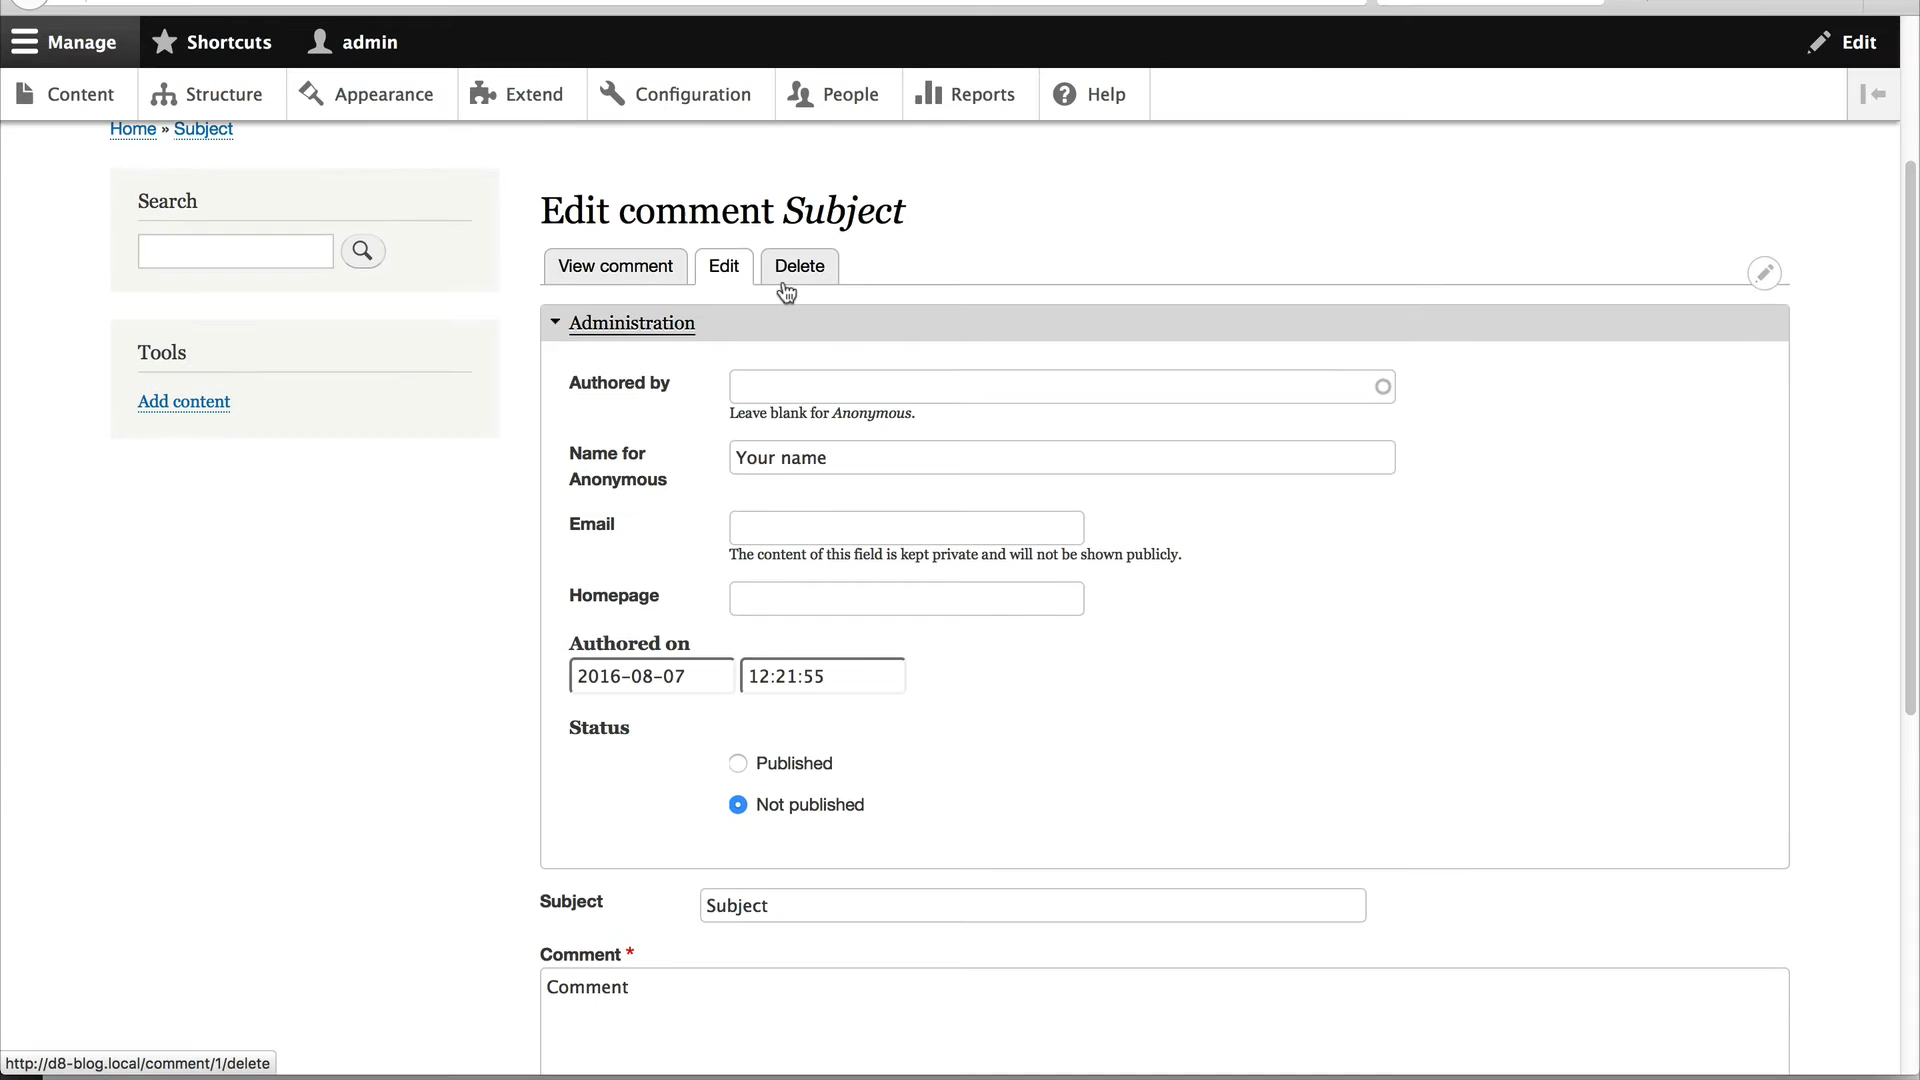 Manage Shortcuts admin Edit
Content Structure Appearance Extend Configuration People Reports Help
Home » Subject
Search
Edit comment Subject
View comment Edit Delete
Administration
Tools
Add content
Authored by
Leave blank for Anonymous.
Name for
Anonymous
Your name
Email
The content of this field is kept private and will not be shown publicly.
Homepage
Authored on
2016-08-07 12:21:55
Status
Published
Not published
Subject Subject
Comment *
Comment
http://d8-blog.local/comment/1/delete